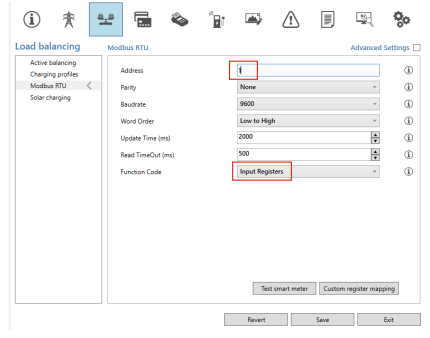 Load balancing
Modbus RTU
Advanced Settings
Active balancing
Charging profiles
Modbus RTU
Solar charging
Address
1
Parity
None
Baudrate
9600
Word Order
Low to High
Update Time (ms)
2000
Read TimeOut (ms)
500
Function Code
Input Registers
Test smart meter
Custom register mapping
Revert
Save
Exit